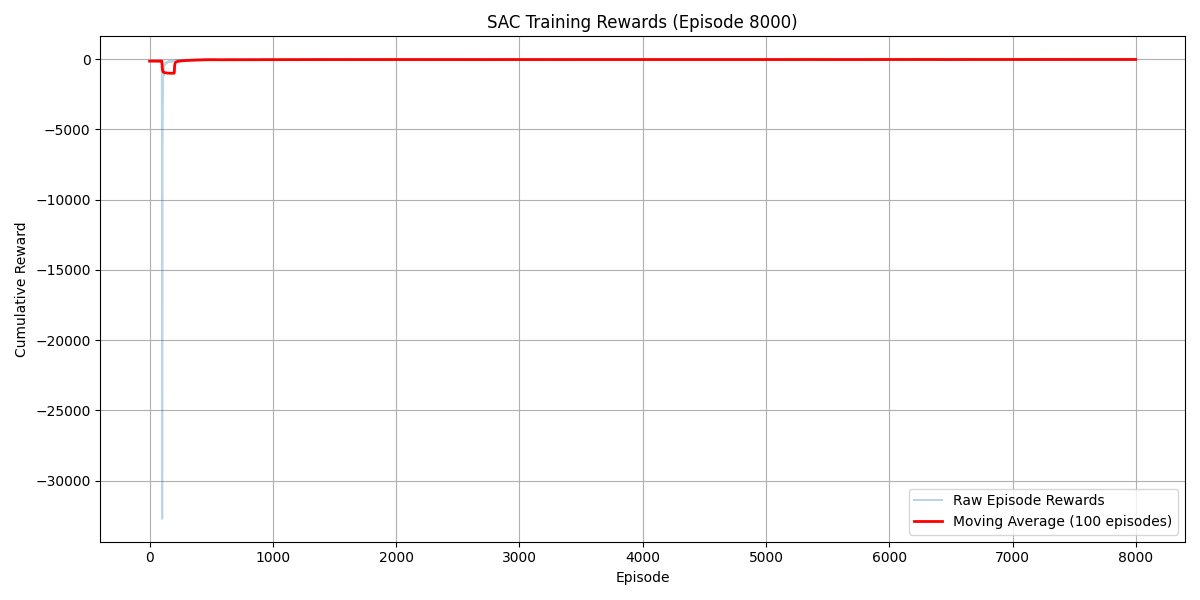 SAC Training Rewards (Episode 8000)
Cumulative Reward
0
−5000
−10000
−15000
−20000
−25000
−30000
Raw Episode Rewards
Moving Average (100 episodes)
0 1000 2000 3000 4000 5000 6000 7000 8000
Episode